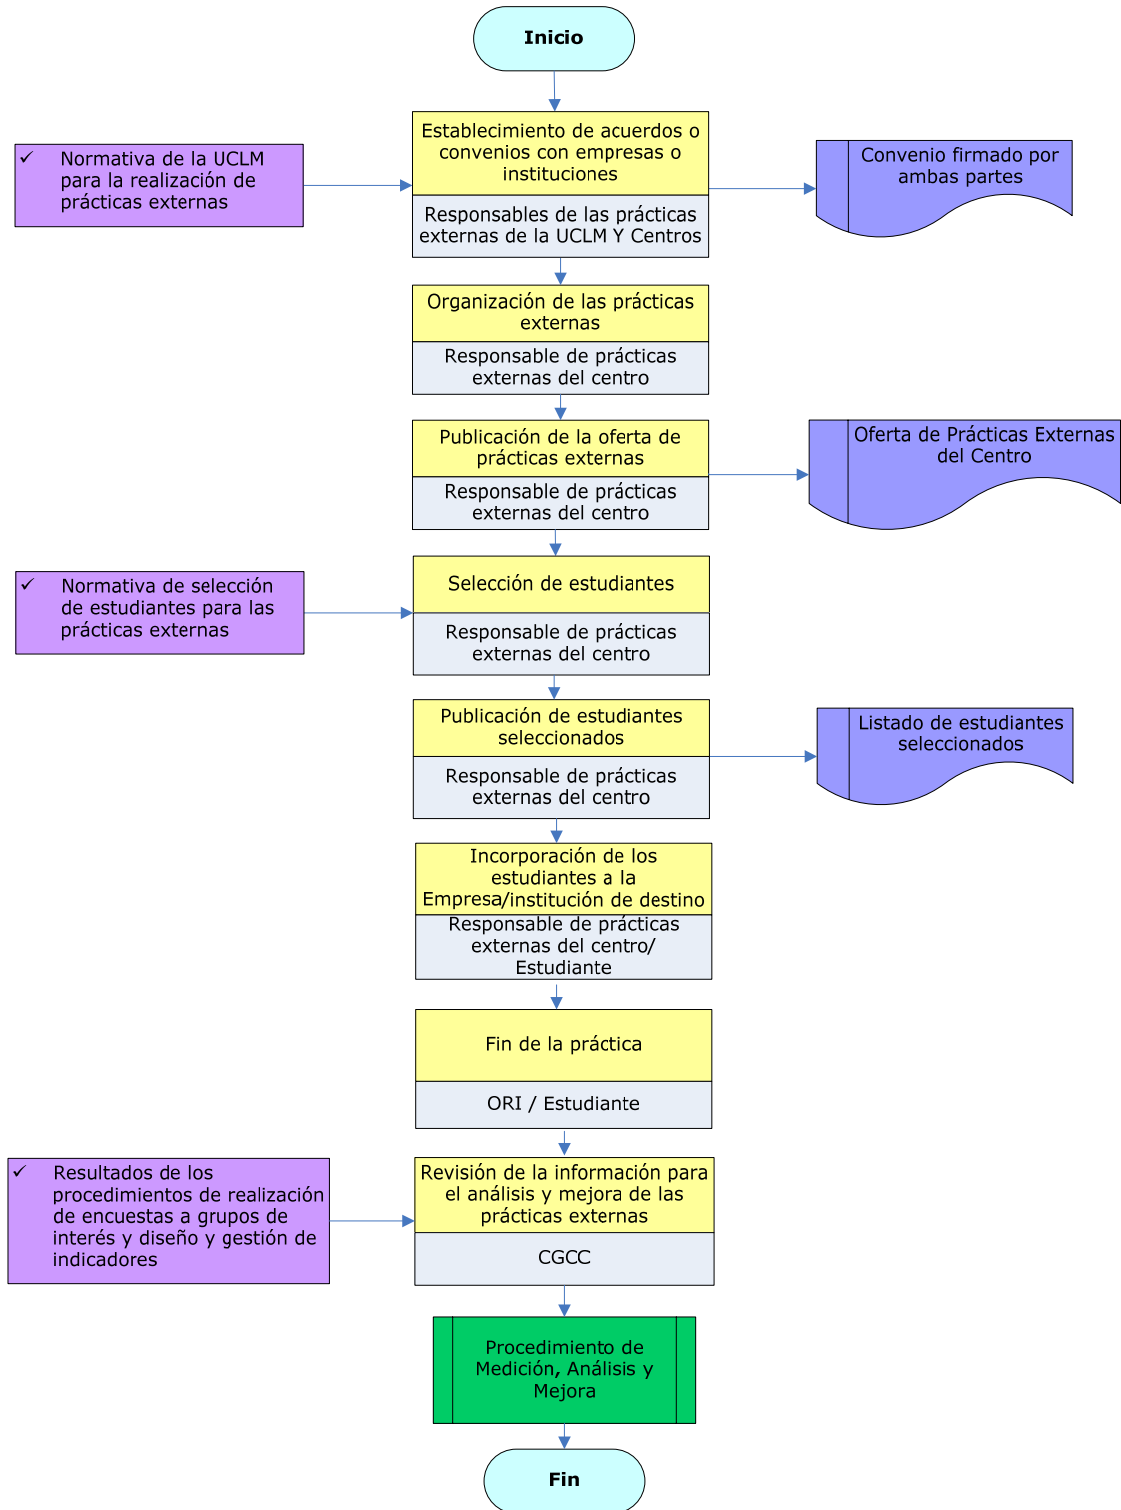 Inicio
Establecimiento de acuerdos o
convenios con empresas o
instituciones
Responsables de las prácticas
externas de la UCLM Y Centros
✓ Normativa de la UCLM
para la realización de
prácticas externas
Convenio firmado por
ambas partes
Organización de las prácticas
externas
Responsable de prácticas
externas del centro
Publicación de la oferta de
prácticas externas
Responsable de prácticas
externas del centro
Oferta de Prácticas Externas
del Centro
✓ Normativa de selección
de estudiantes para las
prácticas externas
Selección de estudiantes
Responsable de prácticas
externas del centro
Publicación de estudiantes
seleccionados
Responsable de prácticas
externas del centro
Listado de estudiantes
seleccionados
Incorporación de los
estudiantes a la
Empresa/institución de destino
Responsable de prácticas
externas del centro/
Estudiante
Fin de la práctica
ORI / Estudiante
✓ Resultados de los
procedimientos de realización
de encuestas a grupos de
interés y diseño y gestión de
indicadores
Revisión de la información para
el análisis y mejora de las
prácticas externas
CGCC
Procedimiento de
Medición, Análisis y
Mejora
Fin